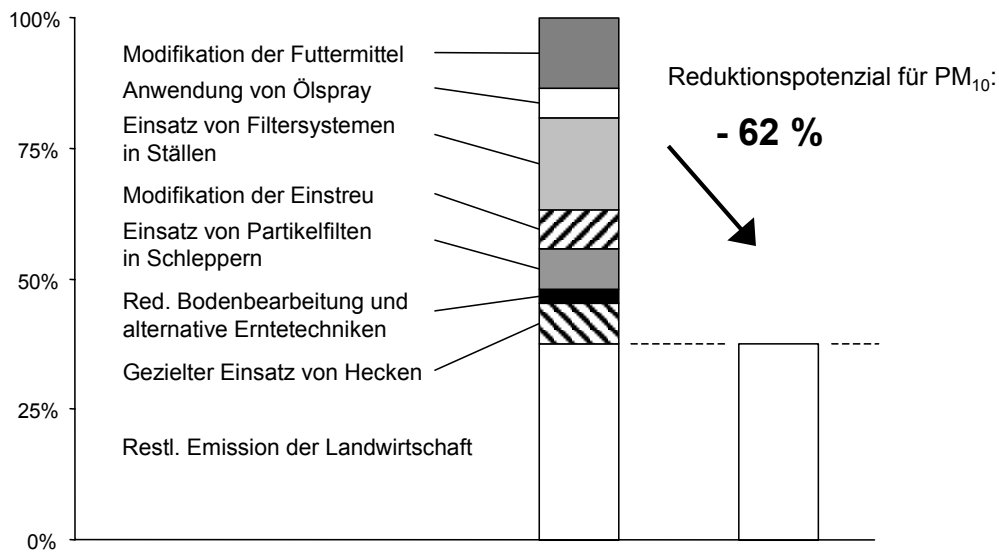 100%
Modifikation der Futtermittel
Anwendung von Ölspray
Einsatz von Filtersystemen
in Ställen
75%
Modifikation der Einstreu
Einsatz von Partikelfilten
in Schleppern
50%
Red. Bodenbearbeitung und
alternative Erntetechniken
Gezielter Einsatz von Hecken
25%
Restl. Emission der Landwirtschaft
0%
Reduktionspotenzial für PM₁₀:
- 62 %